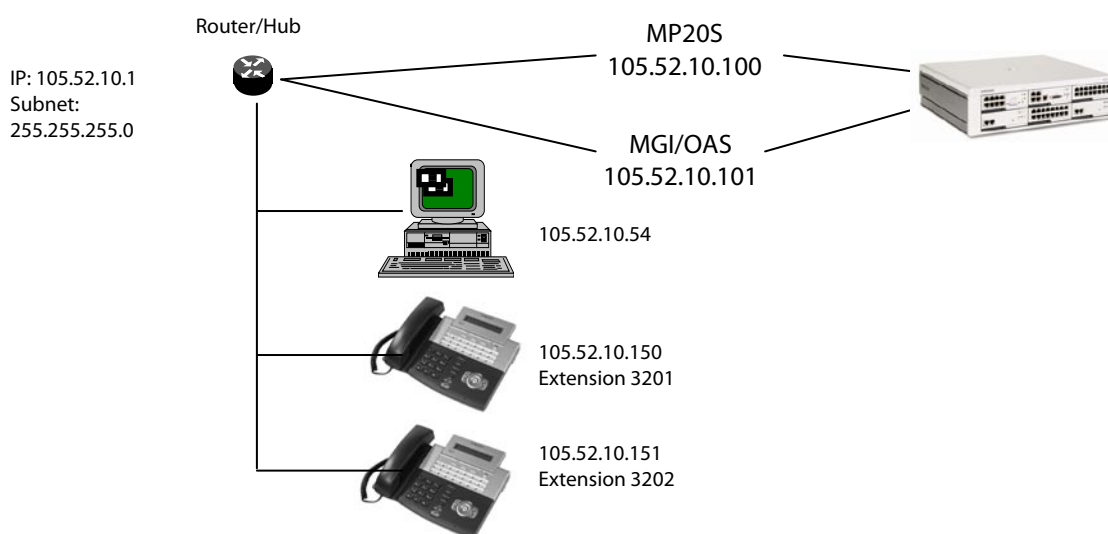 Router/Hub
IP: 105.52.10.1
Subnet:
255.255.255.0
MP20S
105.52.10.100
MGI/OAS
105.52.10.101
105.52.10.54
105.52.10.150
Extension 3201
105.52.10.151
Extension 3202